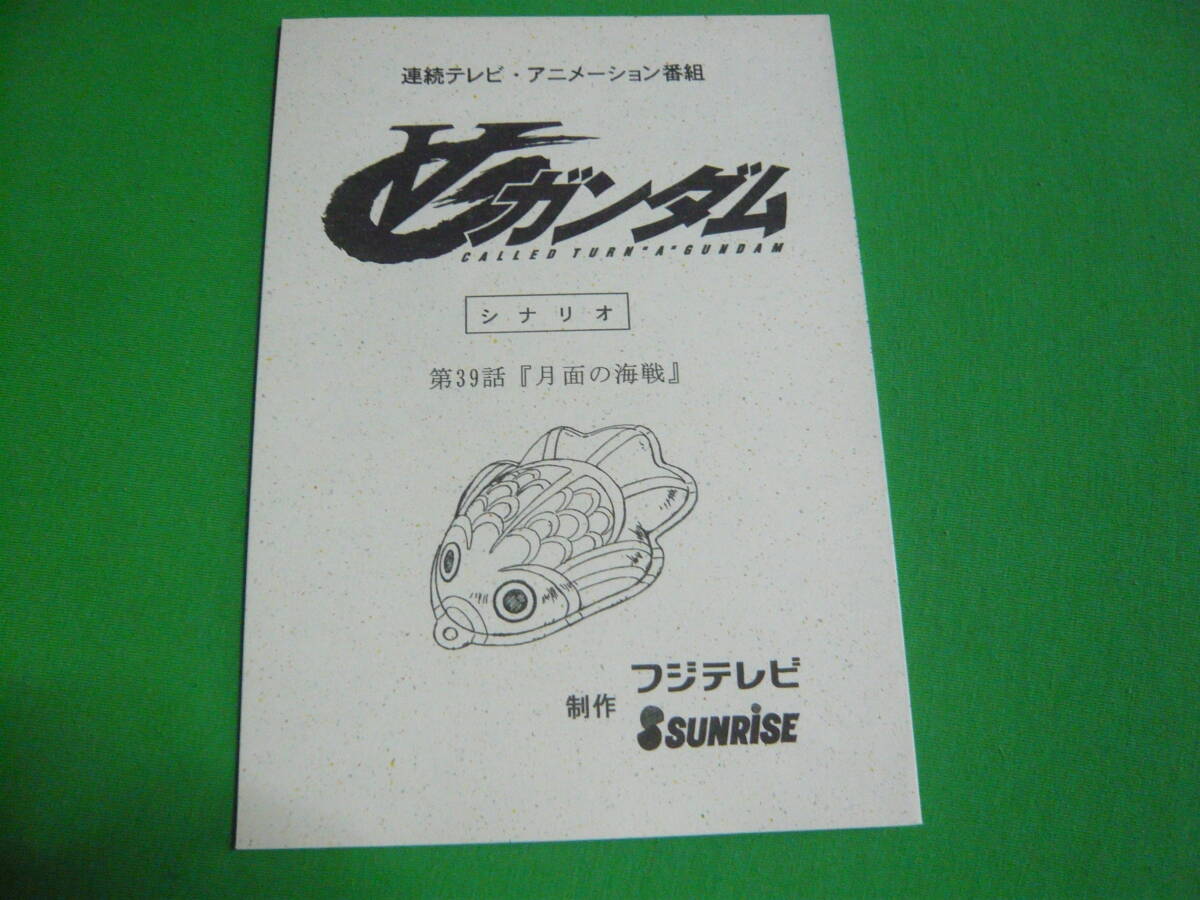 連続テレビ・アニメーション番組
∀ガンダム
CALLED TURN "A" GUNDAM
シナリオ
第39話『月面の海戦』
フジテレビ
制作
SUNRISE